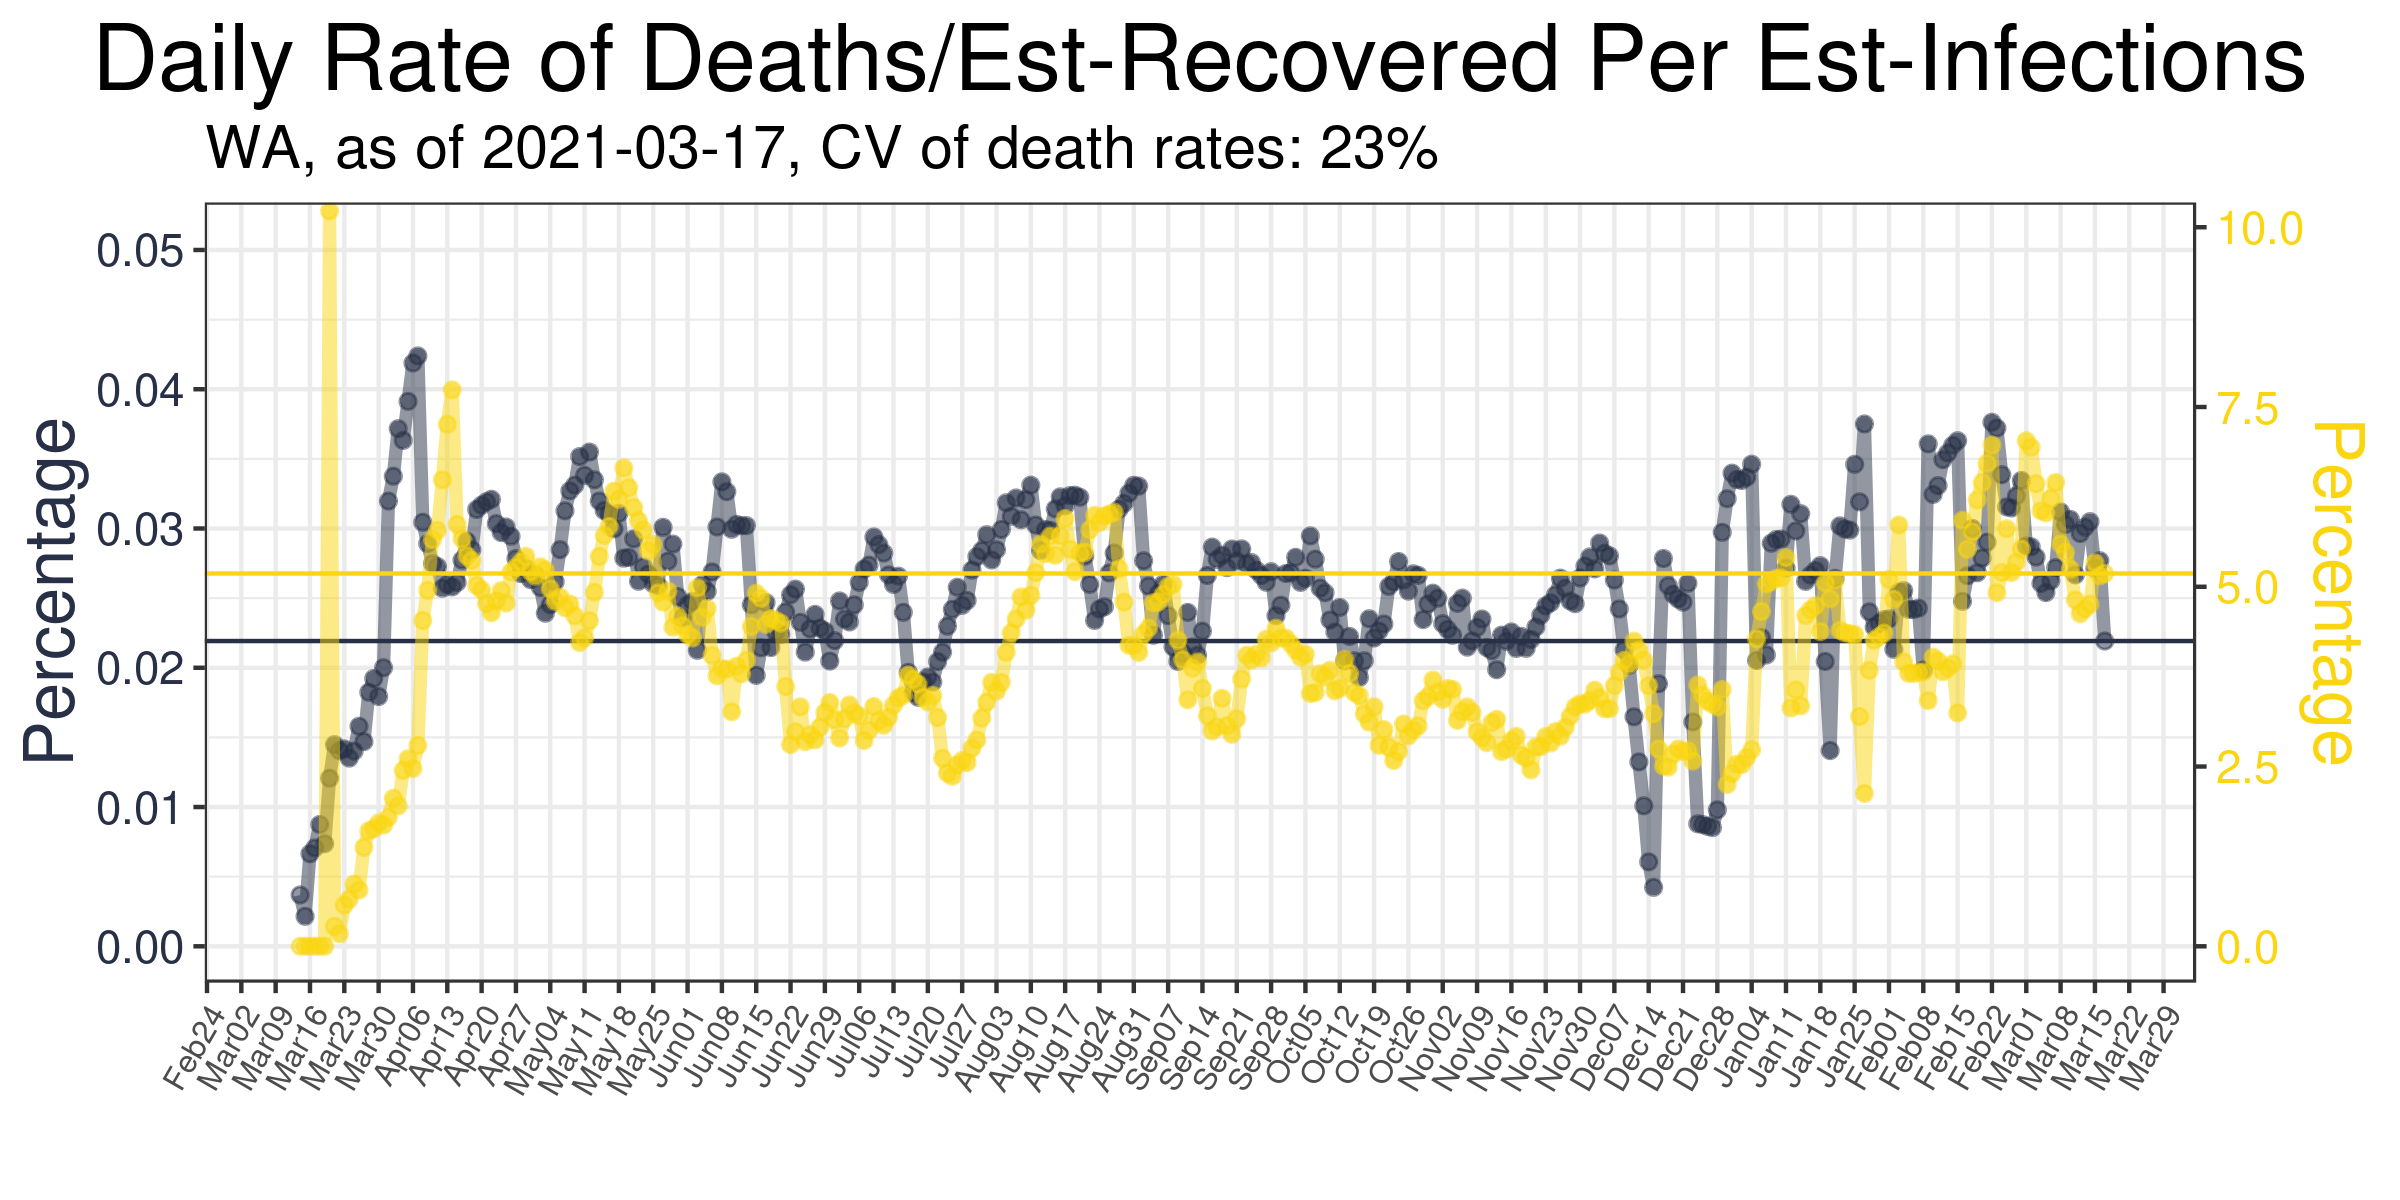 Daily Rate of Deaths/Est-Recovered Per Est-Infections
WA, as of 2021-03-17, CV of death rates: 23%
Percentage
0.05
0.04
0.03
0.02
0.01
0.00
10.0
7.5
5.0
2.5
0.0
Percentage
Feb24
Mar02
Mar09
Mar16
Mar23
Mar30
Apr06
Apr13
Apr20
Apr27
May04
May11
May18
May25
Jun01
Jun08
Jun15
Jun22
Jun29
Jul06
Jul13
Jul20
Jul27
Aug03
Aug10
Aug17
Aug24
Aug31
Sep07
Sep14
Sep21
Sep28
Oct05
Oct12
Oct19
Oct26
Nov02
Nov09
Nov16
Nov23
Nov30
Dec07
Dec14
Dec21
Dec28
Jan04
Jan11
Jan18
Jan25
Feb01
Feb08
Feb15
Feb22
Mar01
Mar08
Mar15
Mar22
Mar29